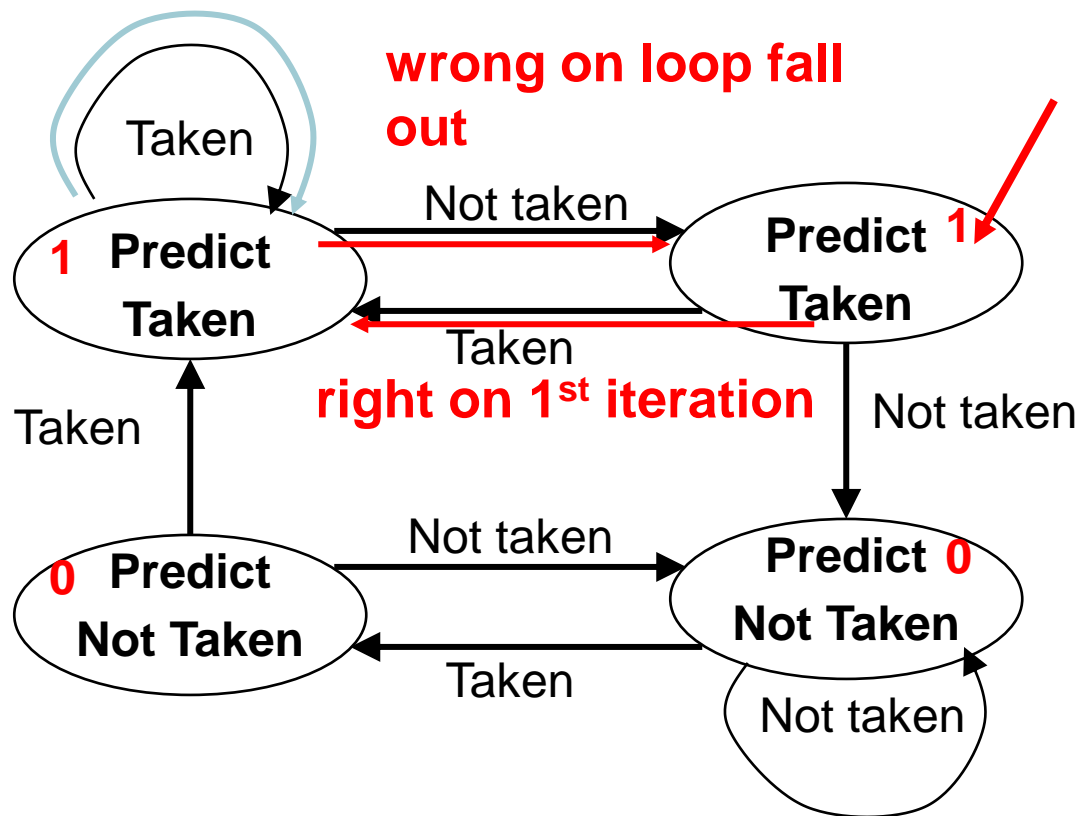 wrong on loop fall
out
Taken
Not taken
1 Predict
Taken
Predict 1
Taken
Taken
right on 1st iteration
Taken
Not taken
Not taken
0 Predict
Not Taken
Predict 0
Not Taken
Taken
Not taken